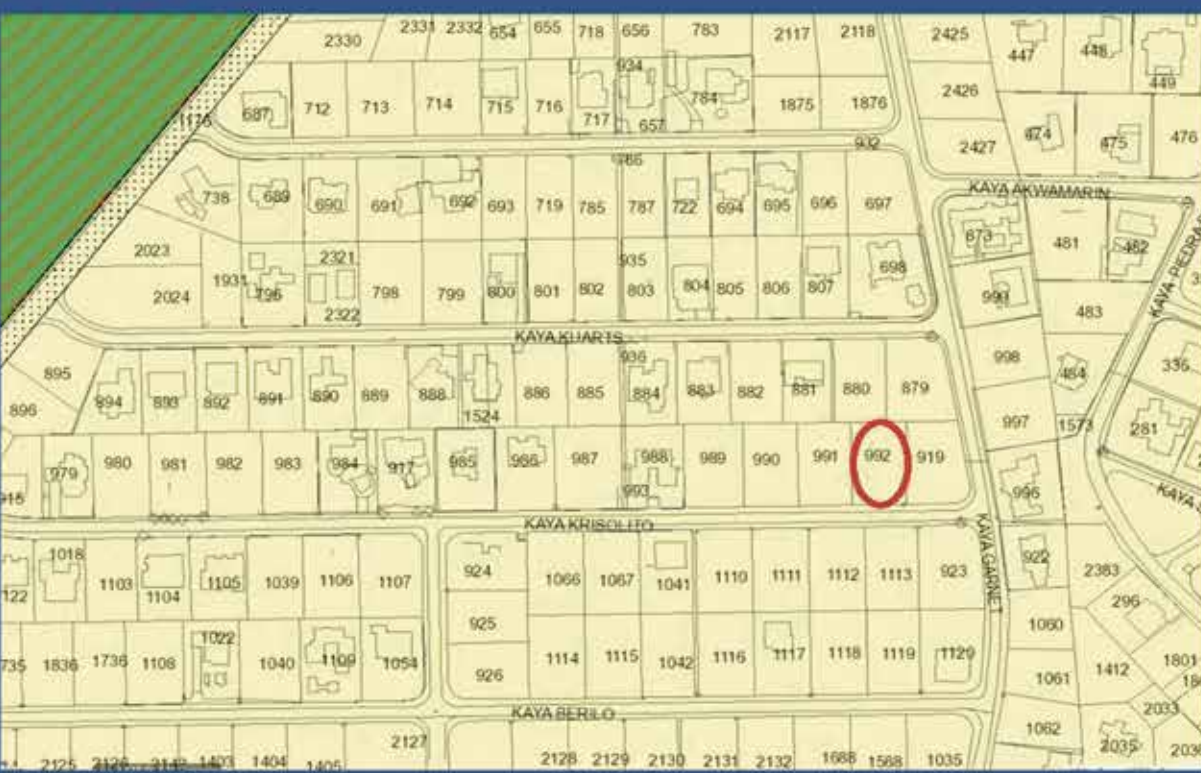 2330 2331 2332 654 655 718 656 783 2117 2118 2425 447 448 449
934
687 712 713 714 715 716 717 657 784 1875 1876 2426 474 475 476
1176
932 2427
986
KAYA AKWAMARIN
738 689 690 691 692 693 719 785 787 722 694 695 696 697 873 481 482
KAYA PIEDRA
2023 2321 935 698
2024 1931 796 798 799 800 801 802 803 804 805 806 807 999 483
2322
KAYA KUARTS
936 998 336
895 484
896 894 893 892 891 890 889 888 886 885 884 883 882 881 880 879
1524 997 1573 281
979 980 981 982 983 984 917 985 986 987 988 989 990 991 992 919
993 996
KAYA
KAYA KRISOLITO
KAYA GARNET
1018 924 922 2383
122 1103 1104 1105 1039 1106 1107 1066 1067 1041 1110 1111 1112 1113 923
296
925 1060
1022
735 1836 1736 1108 1040 1109 1054 926 1114 1115 1042 1116 1117 1118 1119 1129 1061 1412 1801
2033
KAYA BERILO
1062
2127 2035
2125 1403 1404 1405 2128 2129 2130 2131 2132 1688 1568 1035